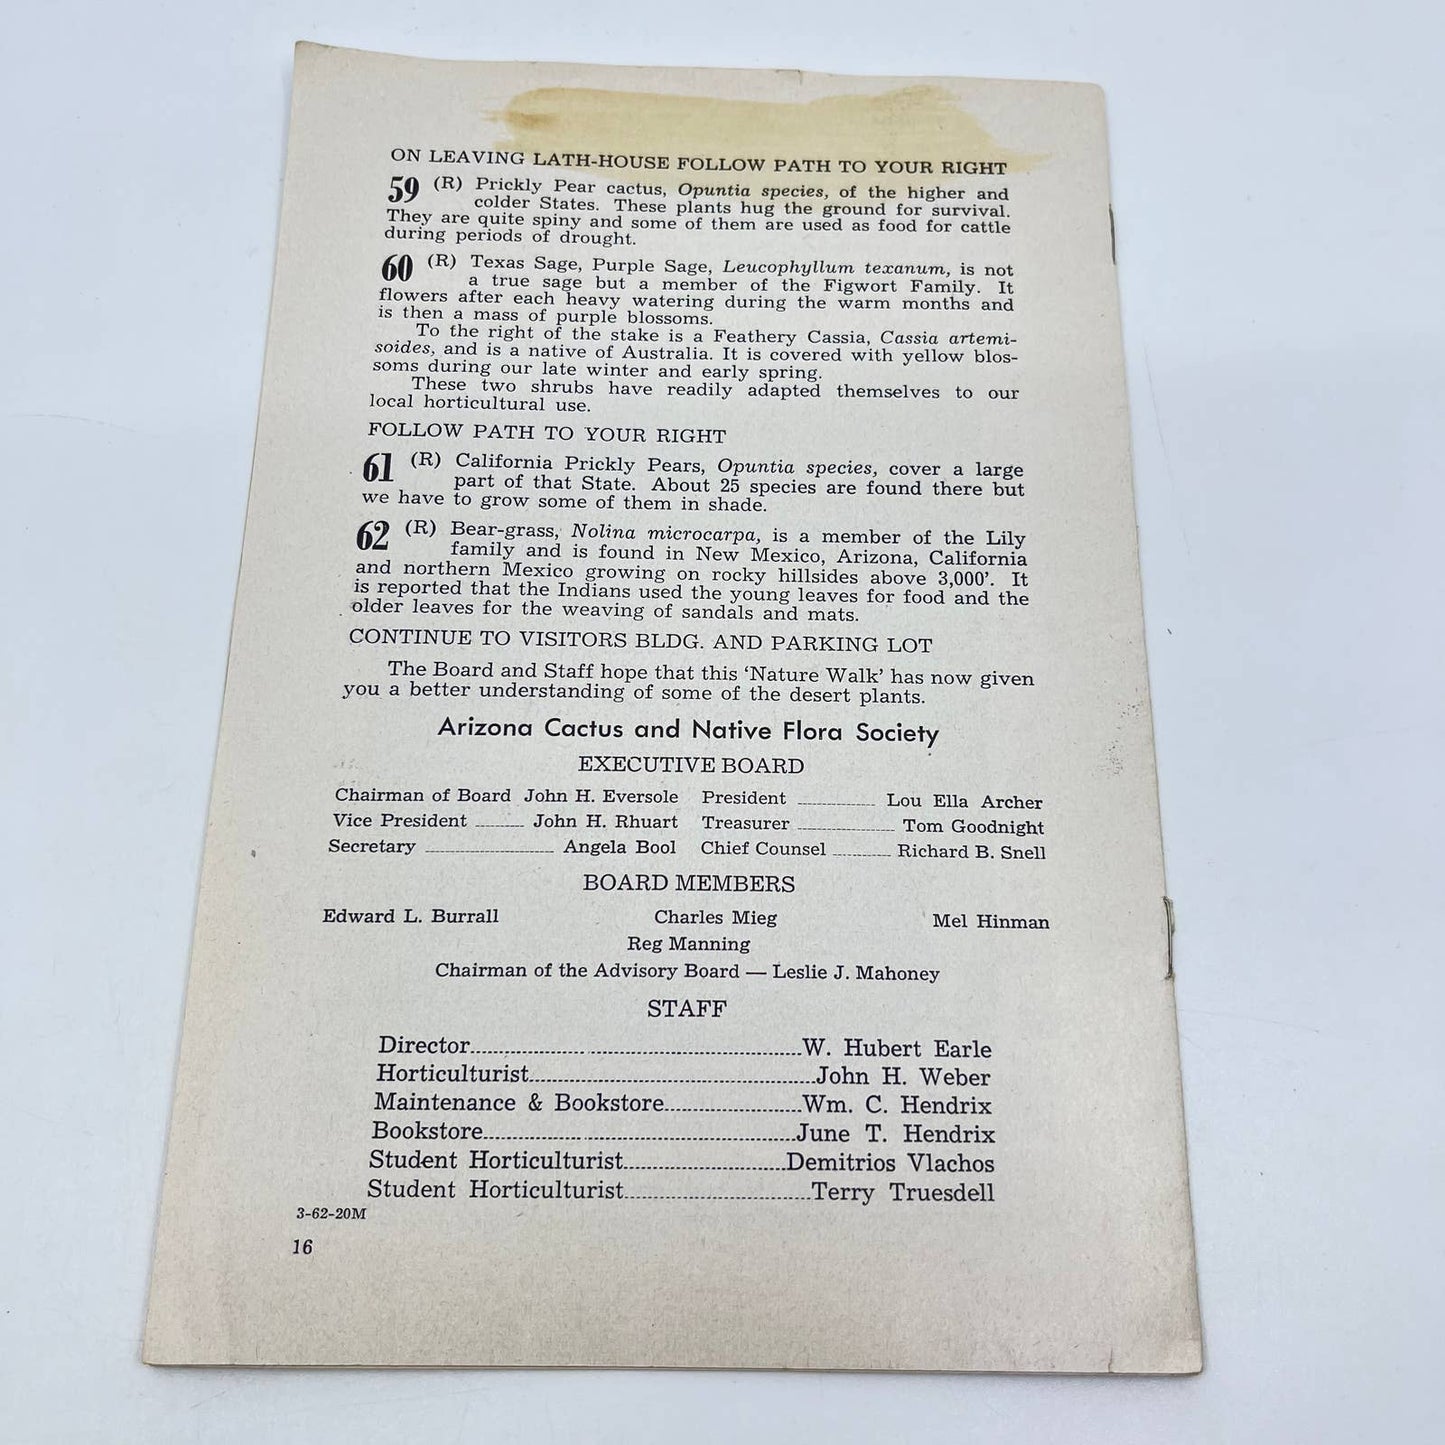 ON LEAVING LATH-HOUSE FOLLOW PATH TO YOUR RIGHT
59 (R) Prickly Pear cactus, Opuntia species, of the higher and
colder States. These plants hug the ground for survival.
They are quite spiny and some of them are used as food for cattle
during periods of drought.
60 (R) Texas Sage, Purple Sage, Leucophyllum texanum, is not
a true sage but a member of the Figwort Family. It
flowers after each heavy watering during the warm months and
is then a mass of purple blossoms.
To the right of the stake is a Feathery Cassia, Cassia artemi-
soides, and is a native of Australia. It is covered with yellow blos-
soms during our late winter and early spring.
These two shrubs have readily adapted themselves to our
local horticultural use.
FOLLOW PATH TO YOUR RIGHT
61 (R) California Prickly Pears, Opuntia species, cover a large
part of that State. About 25 species are found there but
we have to grow some of them in shade.
62 (R) Bear-grass, Nolina microcarpa, is a member of the Lily
family and is found in New Mexico, Arizona, California
and northern Mexico growing on rocky hillsides above 3,000'. It
is reported that the Indians used the young leaves for food and the
older leaves for the weaving of sandals and mats.
CONTINUE TO VISITORS BLDG. AND PARKING LOT
The Board and Staff hope that this 'Nature Walk' has now given
you a better understanding of some of the desert plants.
Arizona Cactus and Native Flora Society
EXECUTIVE BOARD
Chairman of Board John H. Eversole President Lou Ella Archer
Vice President John H. Rhuart Treasurer Tom Goodnight
Secretary Angela Bool Chief Counsel Richard B. Snell
BOARD MEMBERS
Edward L. Burrall Charles Mieg Mel Hinman
Reg Manning
Chairman of the Advisory Board — Leslie J. Mahoney
STAFF
Director W. Hubert Earle
Horticulturist John H. Weber
Maintenance & Bookstore Wm. C. Hendrix
Bookstore June T. Hendrix
Student Horticulturist Demitrios Vlachos
Student Horticulturist Terry Truesdell
3-62-20M
16